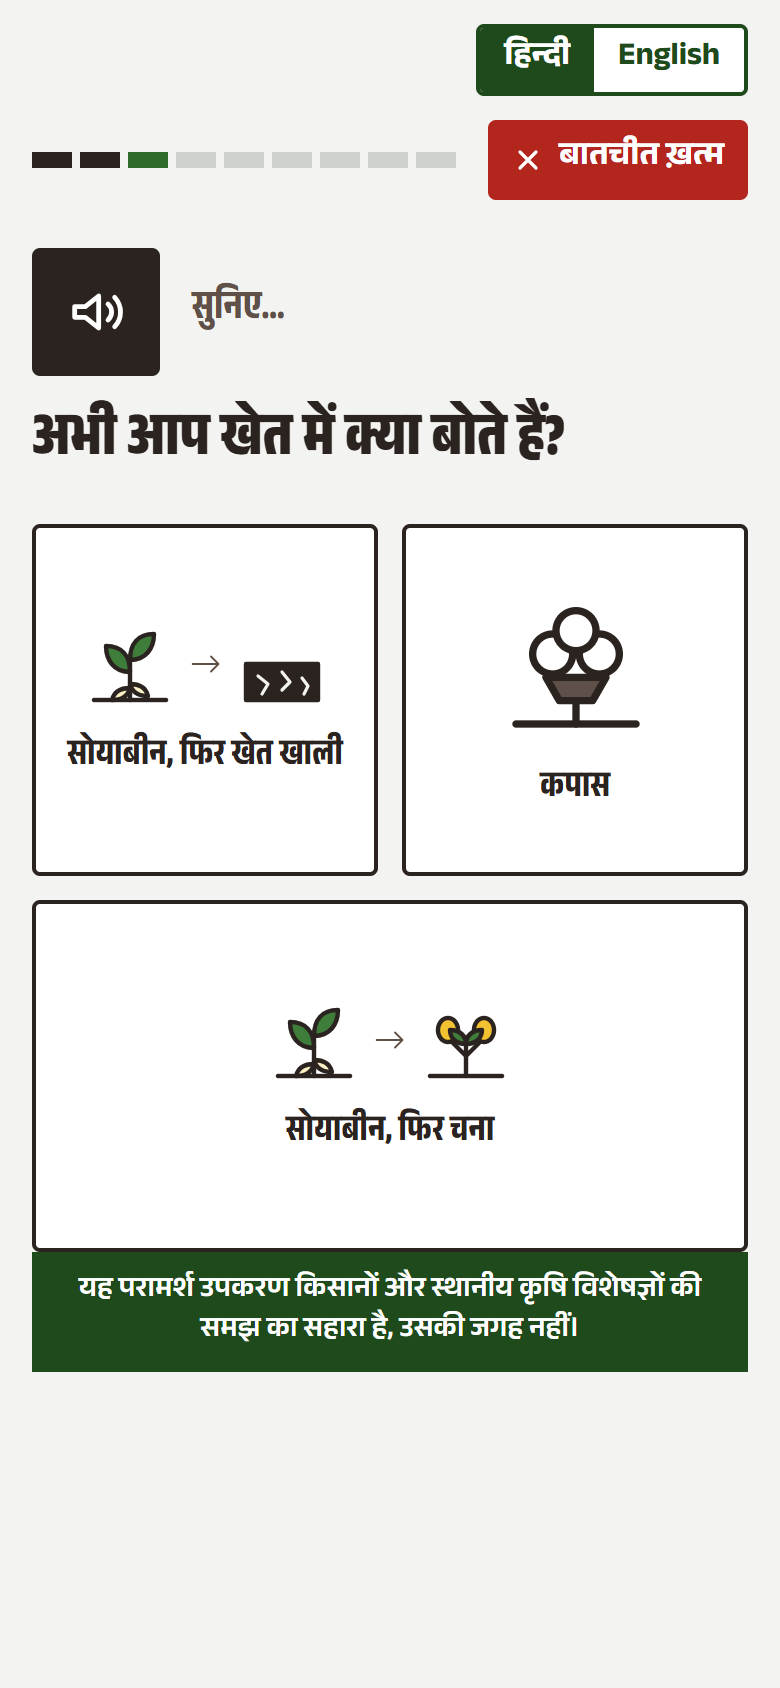 हिन्दी English
बातचीत ख़त्म
सुनिए...
अभी आप खेत में क्या बोते हैं?
सोयाबीन, फिर खेत खाली
कपास
सोयाबीन, फिर चना
यह परामर्श उपकरण किसानों और स्थानीय कृषि विशेषज्ञों की
समझ का सहारा है, उसकी जगह नहीं।